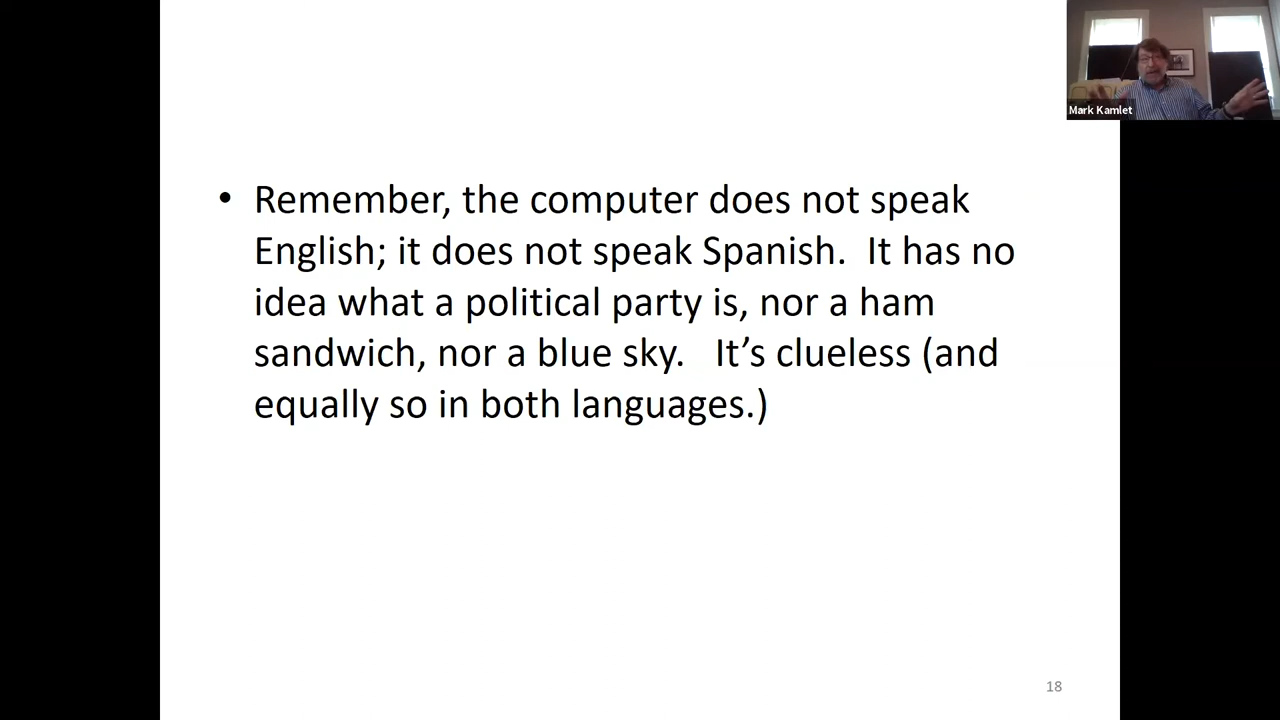 Mark Kamlet
• Remember, the computer does not speak
English; it does not speak Spanish.  It has no
idea what a political party is, nor a ham
sandwich, nor a blue sky.   It’s clueless (and
equally so in both languages.)
18